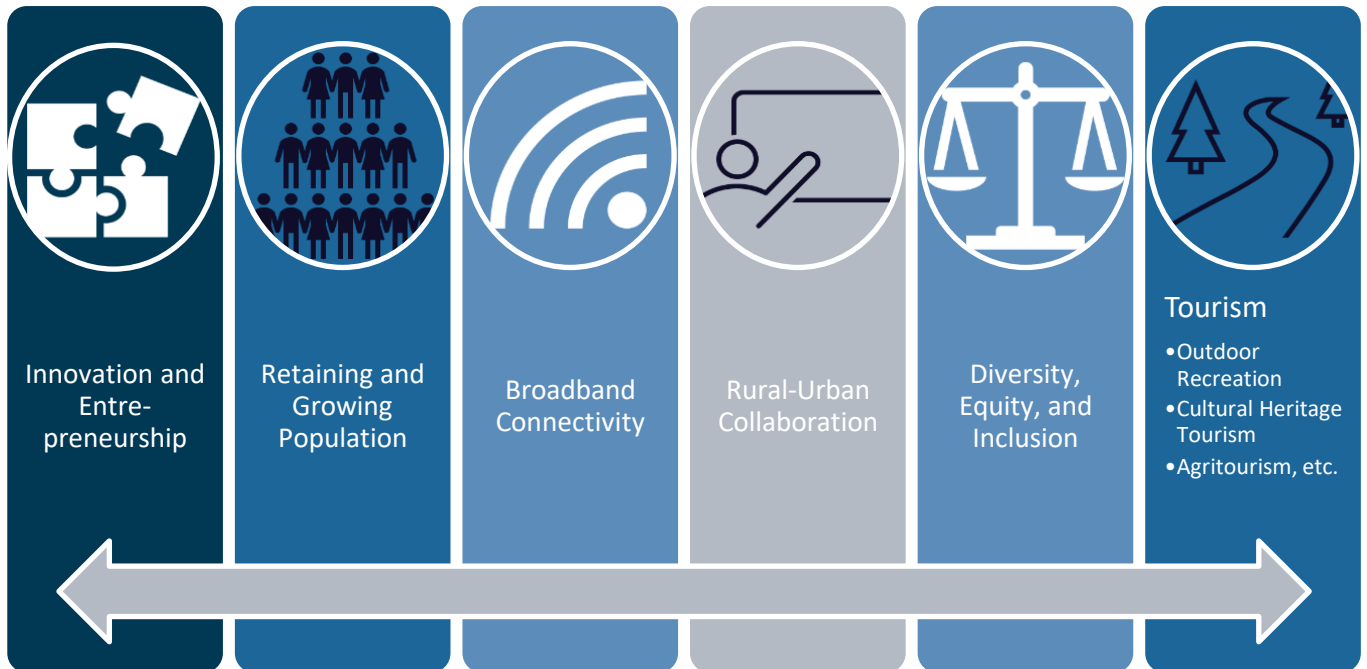 Innovation and
Entre-
preneurship
Retaining and
Growing
Population
Broadband
Connectivity
Rural-Urban
Collaboration
Diversity,
Equity, and
Inclusion
Tourism
•Outdoor
Recreation
•Cultural Heritage
Tourism
•Agritourism, etc.